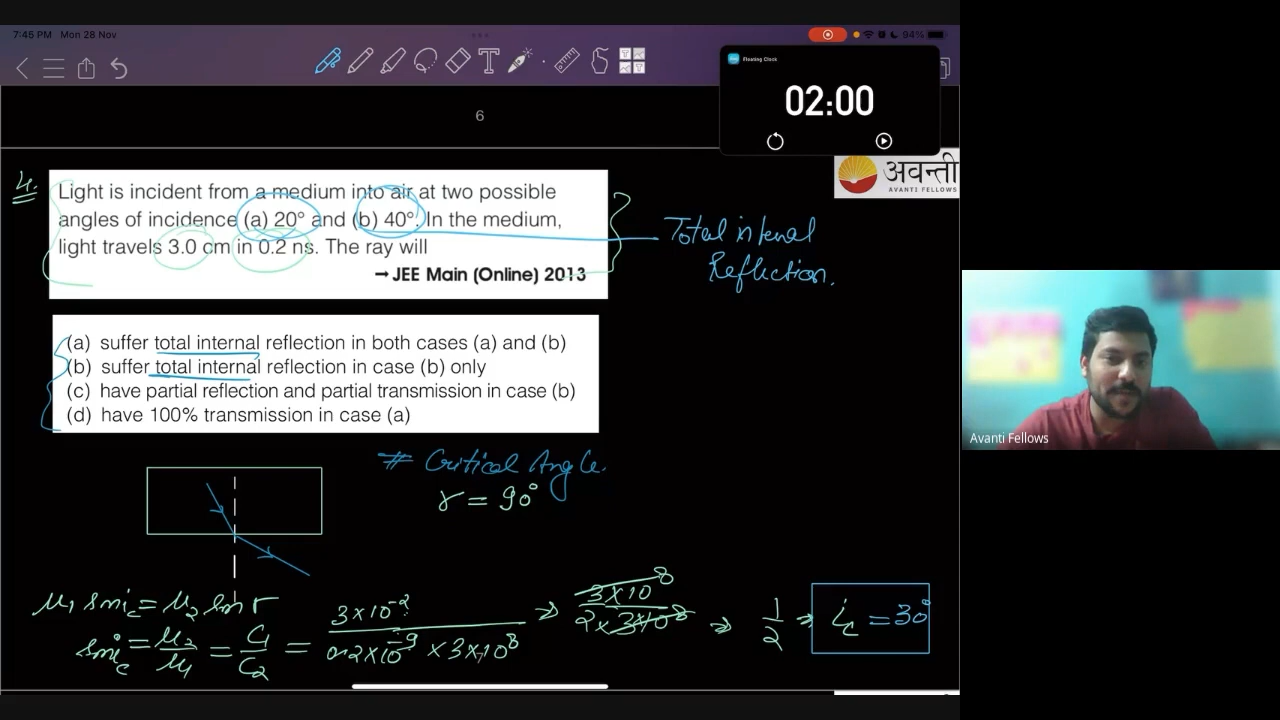 7:45 PM Mon 28 Nov
94%
Floating Clock
02:00
6
अवन्ती
AVANTI FELLOWS
4.
Light is incident from a medium into air at two possible
angles of incidence (a) 20° and (b) 40°. In the medium,
light travels 3.0 cm in 0.2 ns. The ray will
→ JEE Main (Online) 2013
Total internal
Reflection.
(a) suffer total internal reflection in both cases (a) and (b)
(b) suffer total internal reflection in case (b) only
(c) have partial reflection and partial transmission in case (b)
(d) have 100% transmission in case (a)
# Critical Angle.
r = 90°
μ₁ sin i_c = μ₂ sin r
sin i_c = μ₂/μ₁ = C₁/C₂ = 3×10⁻²/0.2×10⁻⁹ × 3×10⁸ ⇒ 3×10⁸/2×3×10⁸ ⇒ 1/2 ⇒ i_c = 30°
Avanti Fellows